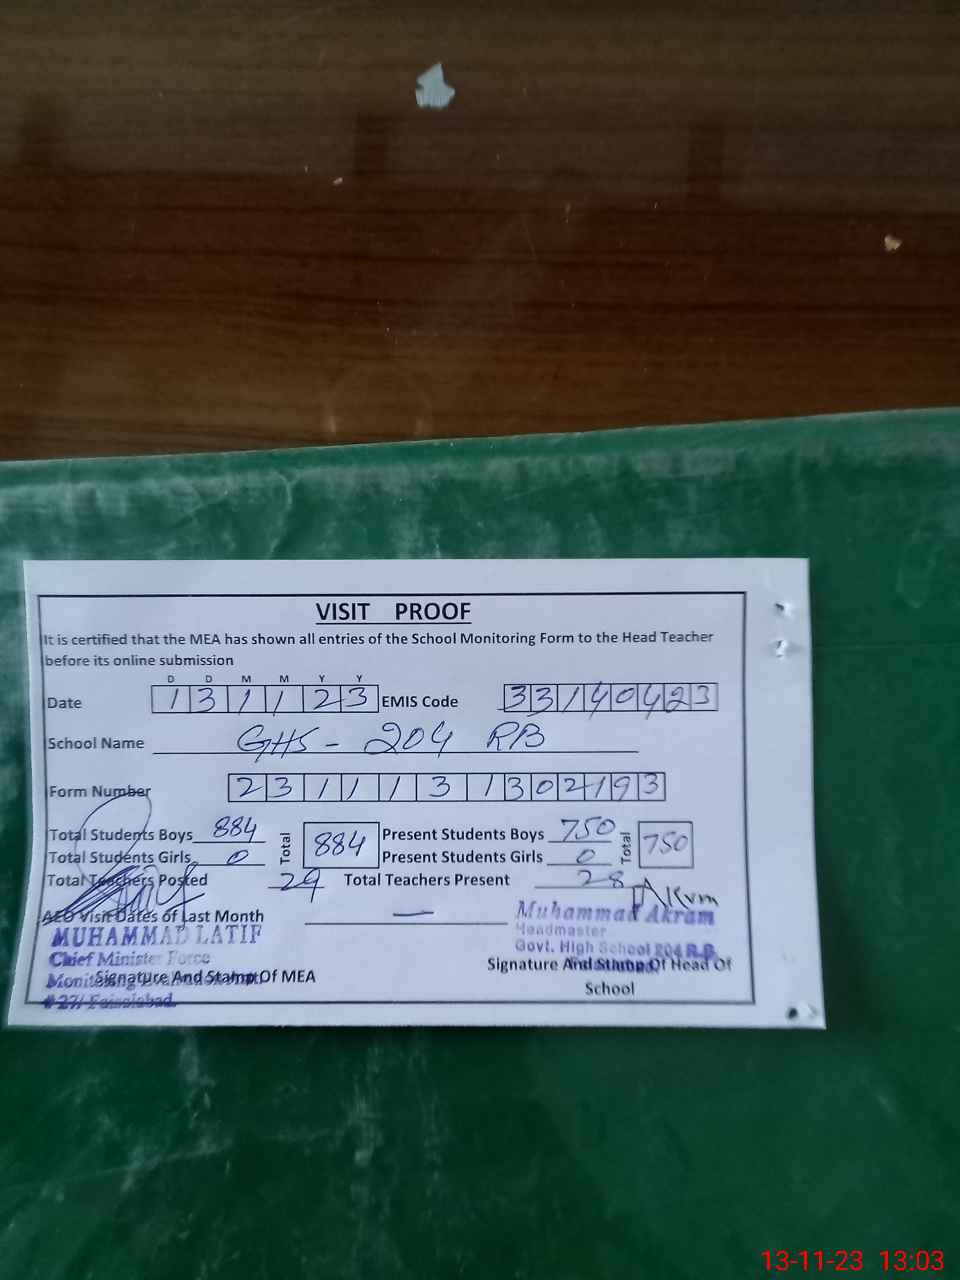 VISIT PROOF
It is certified that the MEA has shown all entries of the School Monitoring Form to the Head Teacher
before its online submission
D D M M Y Y
Date 1 3 1 1 2 3 EMIS Code 3 3 1 4 0 4 2 3
School Name GHS - 204 RB
Form Number 2 3 1 1 1 3 1 3 0 2 1 9 3
Total Students Boys 884 Total 884 Present Students Boys 750 Total 750
Total Students Girls 0 Present Students Girls 0
Total Teachers Posted 29 Total Teachers Present 28
AEO Visit Dates of Last Month —
MUHAMMAD LATIF
Chief Minister Force
Signature And Stamp Of MEA
# 27/ Faisalabad.
Akrm
Muhammad Akram
Headmaster
Govt. High School 204 R.B.
Signature And Stamp Of Head Of
School
13-11-23 13:03